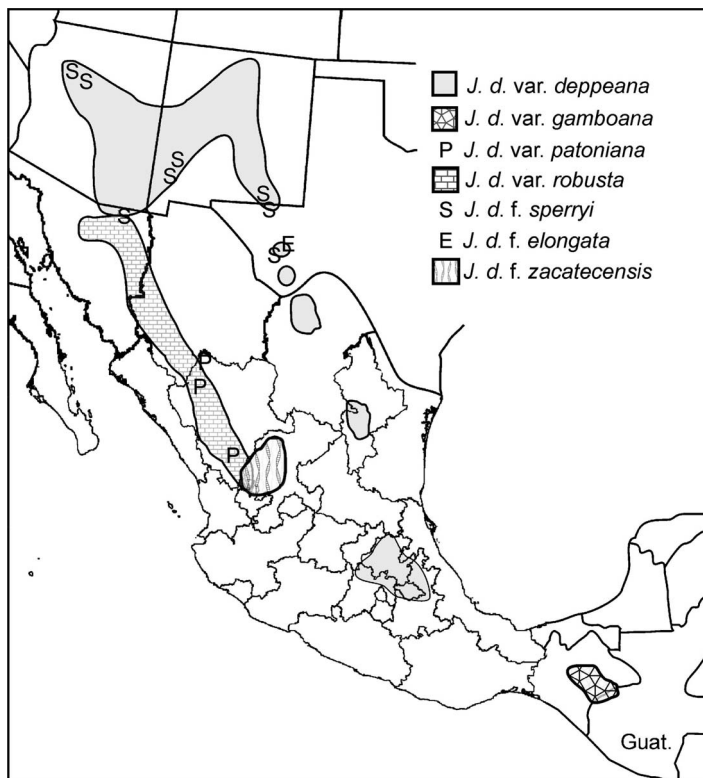 J. d. var. deppeana
J. d. var. gamboana
P J. d. var. patoniana
J. d. var. robusta
S J. d. f. sperryi
E J. d. f. elongata
J. d. f. zacatecensis
S
S
S
S
S
S
S
S
E
S
P
P
P
Guat.